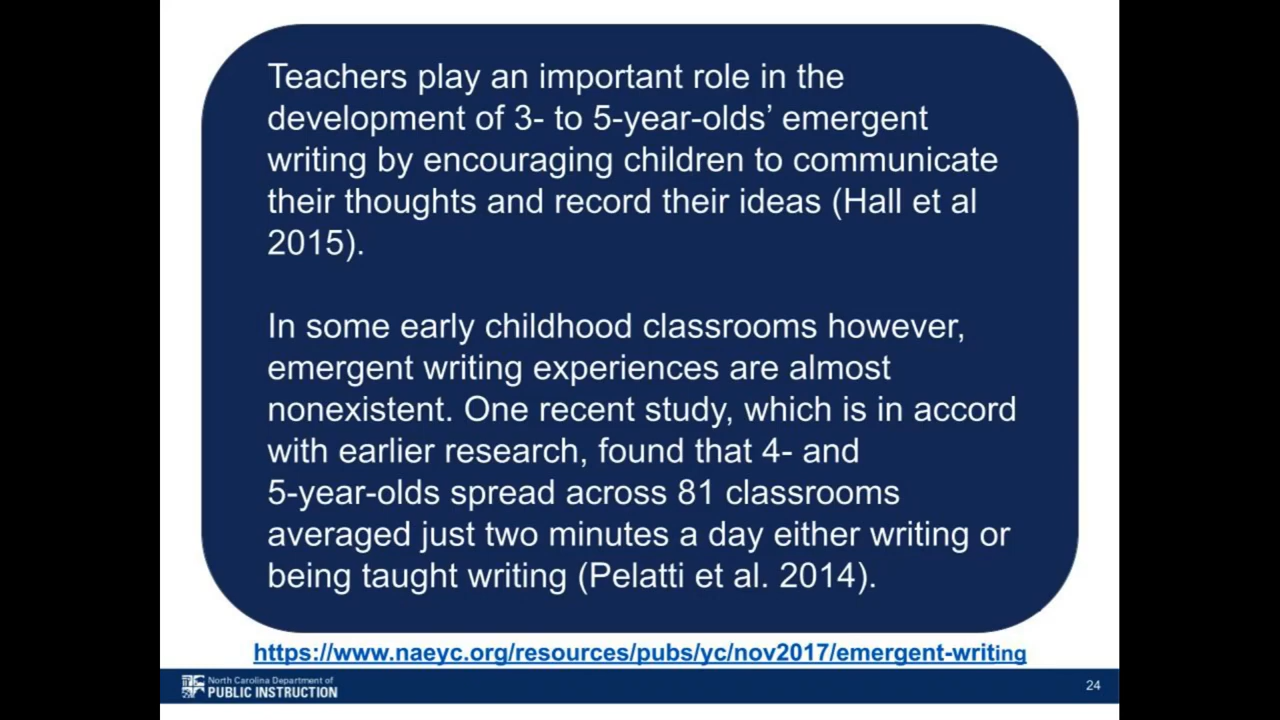 Teachers play an important role in the
development of 3- to 5-year-olds’ emergent
writing by encouraging children to communicate
their thoughts and record their ideas (Hall et al
2015).
In some early childhood classrooms however,
emergent writing experiences are almost
nonexistent. One recent study, which is in accord
with earlier research, found that 4- and
5-year-olds spread across 81 classrooms
averaged just two minutes a day either writing or
being taught writing (Pelatti et al. 2014).
https://www.naeyc.org/resources/pubs/yc/nov2017/emergent-writing
North Carolina Department of
PUBLIC INSTRUCTION
24